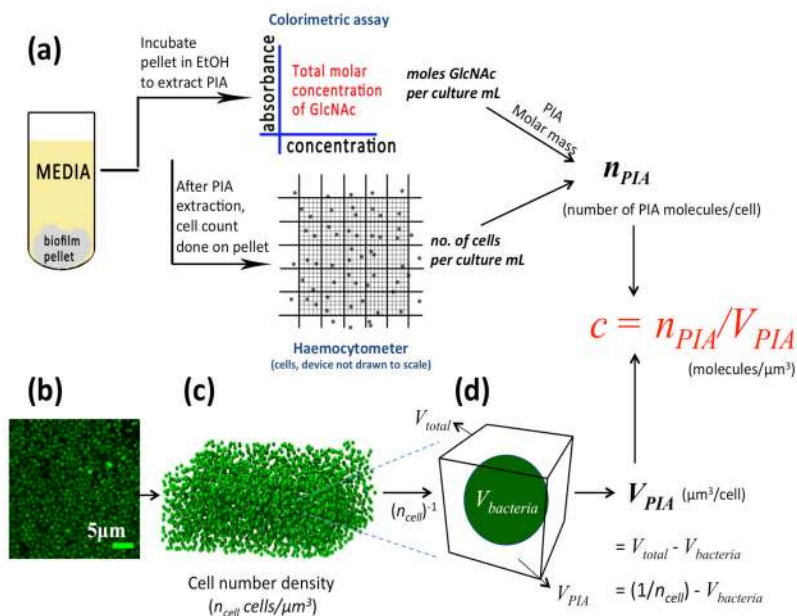 (a)
Incubate
pellet in EtOH
to extract PIA
Colorimetric assay
absorbance
Total molar
concentration
of GlcNAc
concentration
moles GlcNAc
per culture mL
PIA
Molar mass
MEDIA
biofilm
pellet
After PIA
extraction,
cell count
done on pellet
no. of cells
per culture mL
n_PIA
(number of PIA molecules/cell)
Haemocytometer
(cells, device not drawn to scale)
c = n_PIA/V_PIA
(molecules/µm³)
(b)
5µm
(c)
Cell number density
(n_cell cells/µm³)
(n_cell)⁻¹
(d)
V_total
V_bacteria
V_PIA
V_PIA (µm³/cell)
= V_total - V_bacteria
= (1/n_cell) - V_bacteria